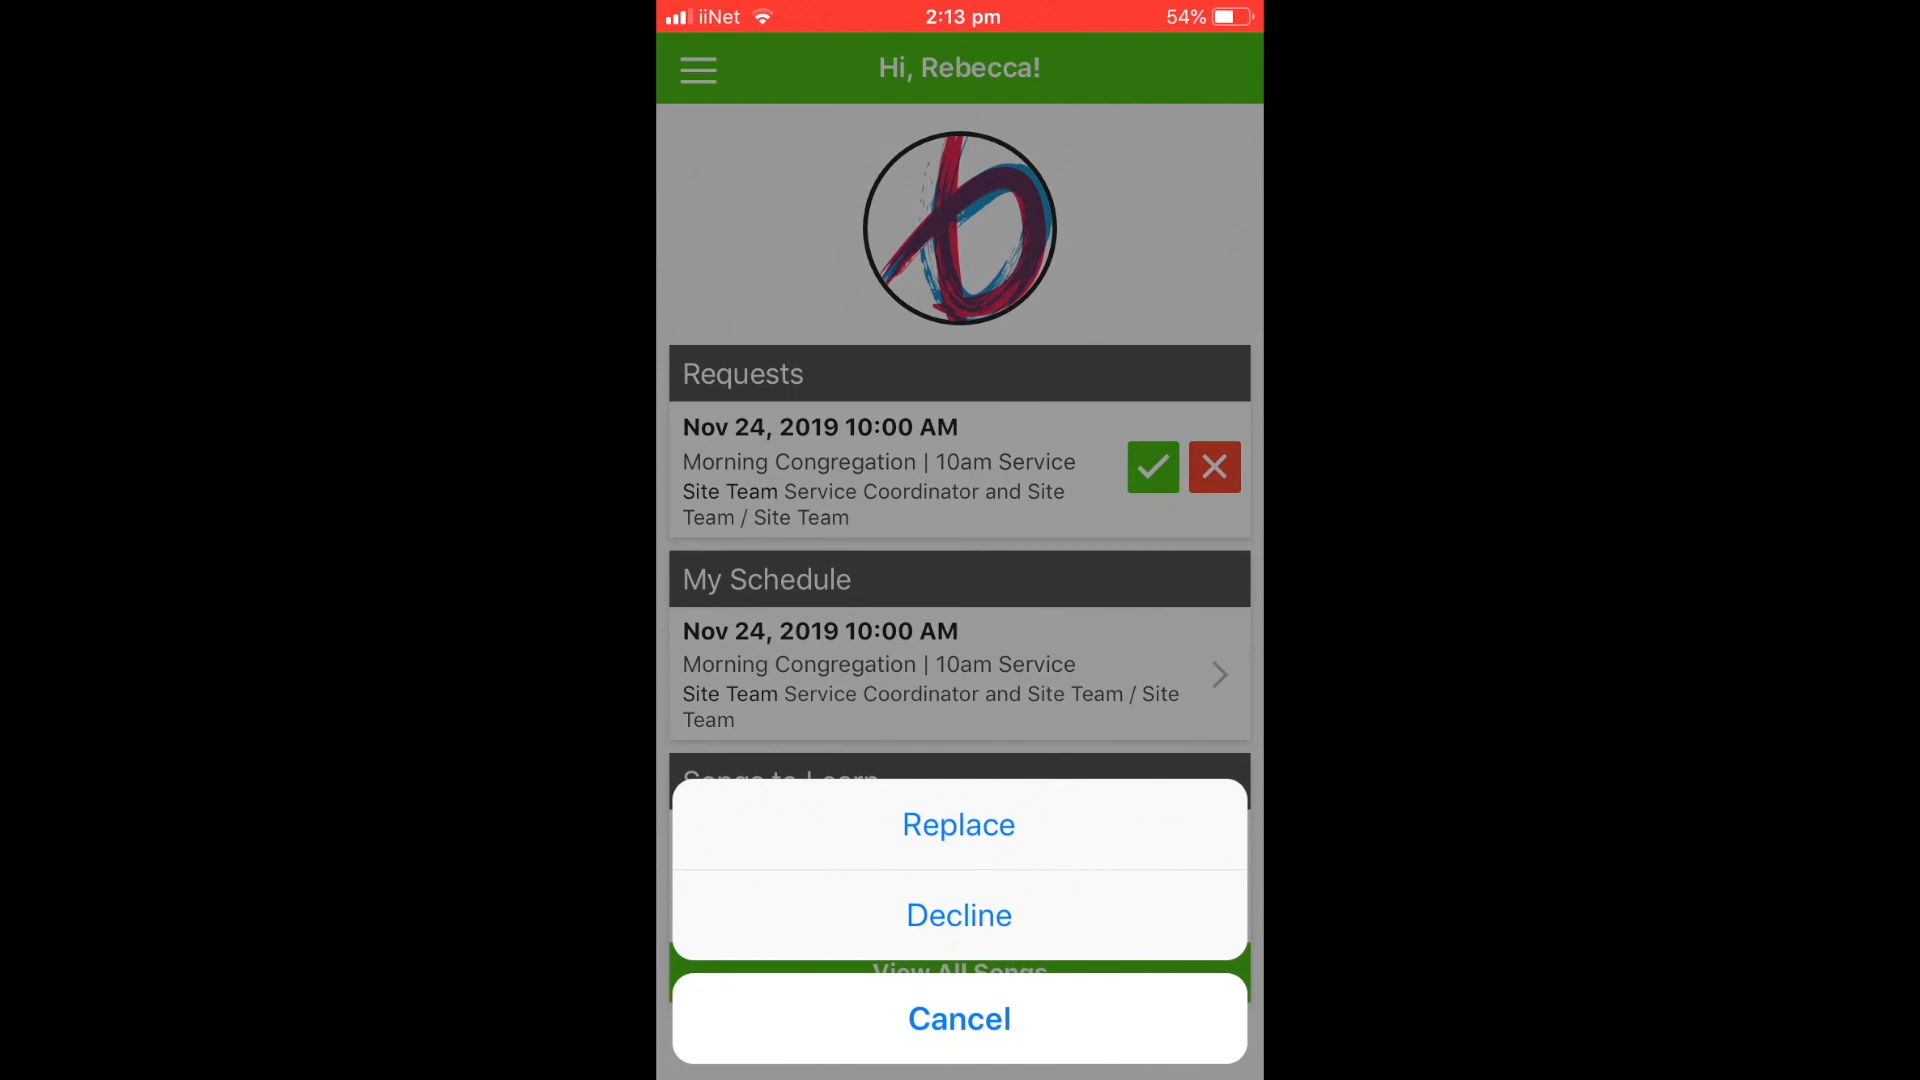 iiNet
2:13 pm
54%
Hi, Rebecca!
Requests
Nov 24, 2019 10:00 AM
Morning Congregation | 10am Service
Site Team Service Coordinator and Site
Team / Site Team
My Schedule
Nov 24, 2019 10:00 AM
Morning Congregation | 10am Service
Site Team Service Coordinator and Site Team / Site
Team
Songs to Learn
Replace
Decline
View All Songs
Cancel